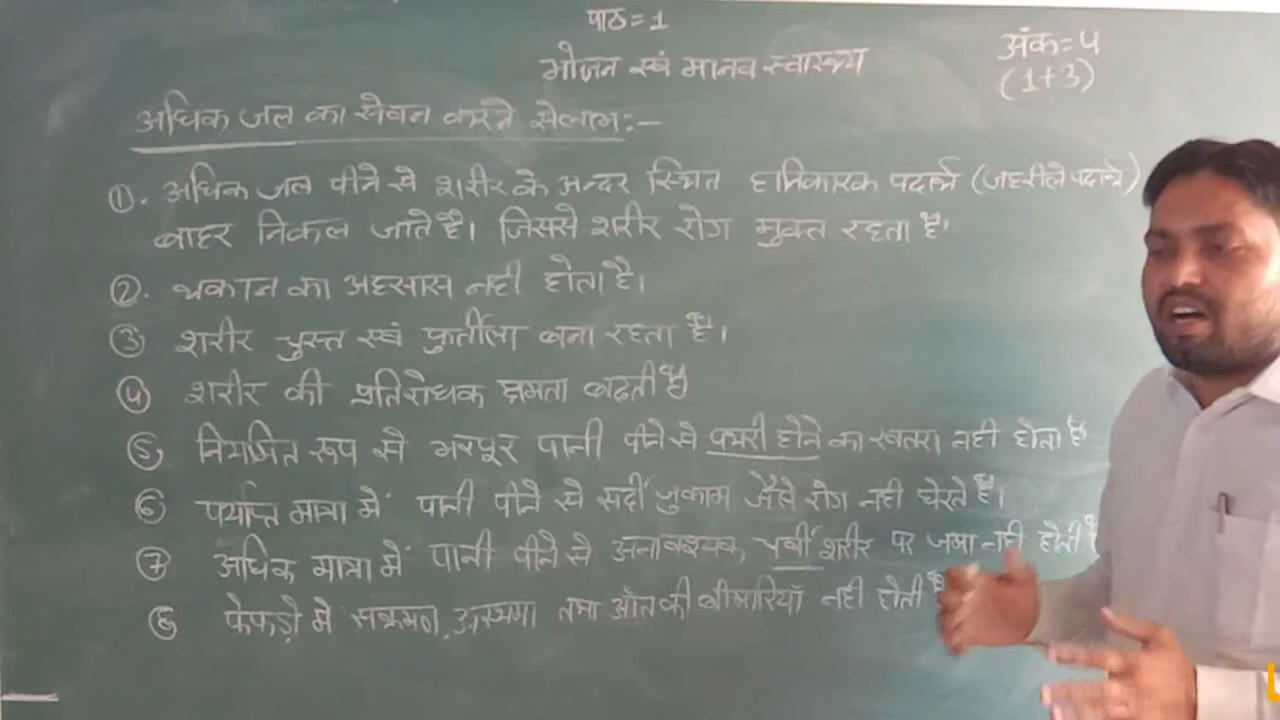 पाठ=1
भोजन एवं मानव स्वास्थ्य
अंक=4
(1+3)
अधिक जल का सेवन करने से लाभ:-
①. अधिक जल पीने से शरीर के अन्दर स्थित हानिकारक पदार्थ (जहरीले पदार्थ)
बाहर निकल जाते है। जिससे शरीर रोग मुक्त रहता है,
②. थकान का अहसास नही होता है।
③ शरीर चुस्त एवं फुर्तीला बना रहता है।
④ शरीर की प्रतिरोधक क्षमता बढ़ती है
⑤ नियमित रूप से भरपूर पानी पीने से पथरी होने का खतरा नही होता है
⑥ पर्याप्त मात्रा में पानी पीने से सर्दी जुकाम जैसे रोग नही घेरते है।
⑦ अधिक मात्रा में पानी पीने से अनावश्यक चर्बी शरीर पर जमा नही होती है
⑧ फेफड़ो मे सक्रमण, अस्थमा तथा आँत की बीमारियाँ नही होती है